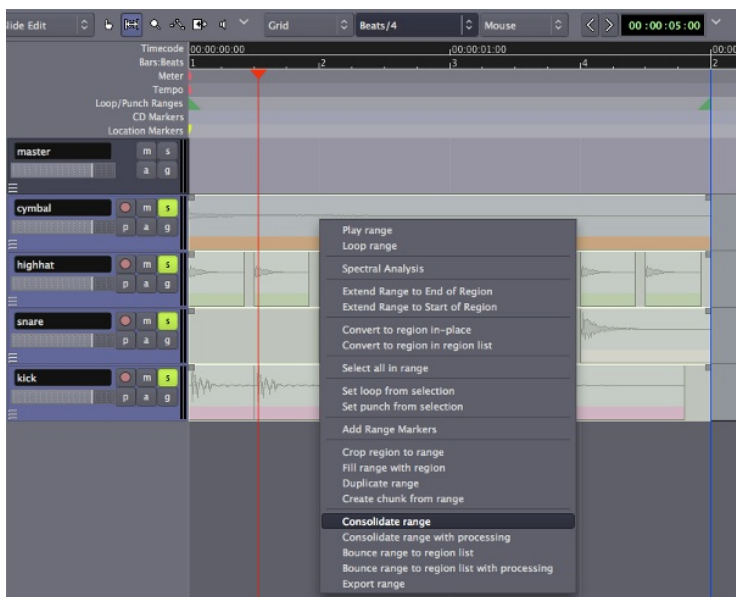 lide Edit Grid Beats/4 Mouse 00:00:05:00
Timecode 00:00:00:00 00:00:01:00 00:00
Bars:Beats 1 2 3 4 2
Meter
Tempo
Loop/Punch Ranges
CD Markers
Location Markers
master m s
a g
cymbal m s
p a g
highhat m s
p a g
snare m s
p a g
kick m s
p a g
Play range
Loop range
Spectral Analysis
Extend Range to End of Region
Extend Range to Start of Region
Convert to region in-place
Convert to region in region list
Select all in range
Set loop from selection
Set punch from selection
Add Range Markers
Crop region to range
Fill range with region
Duplicate range
Create chunk from range
Consolidate range
Consolidate range with processing
Bounce range to region list
Bounce range to region list with processing
Export range